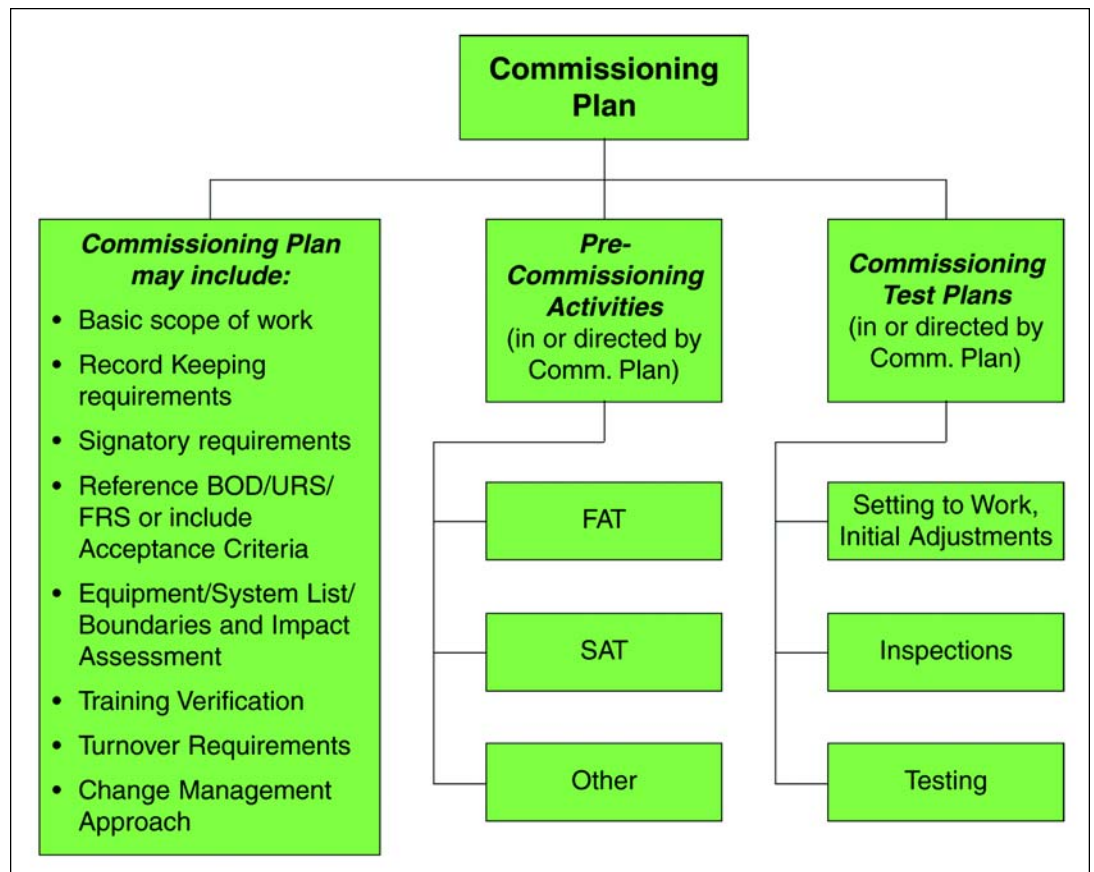 Commissioning
Plan
Commissioning Plan
may include:
• Basic scope of work
• Record Keeping
requirements
• Signatory requirements
• Reference BOD/URS/
FRS or include
Acceptance Criteria
• Equipment/System List/
Boundaries and Impact
Assessment
• Training Verification
• Turnover Requirements
• Change Management
Approach
Pre-
Commissioning
Activities
(in or directed by
Comm. Plan)
FAT
SAT
Other
Commissioning
Test Plans
(in or directed by
Comm. Plan)
Setting to Work,
Initial Adjustments
Inspections
Testing